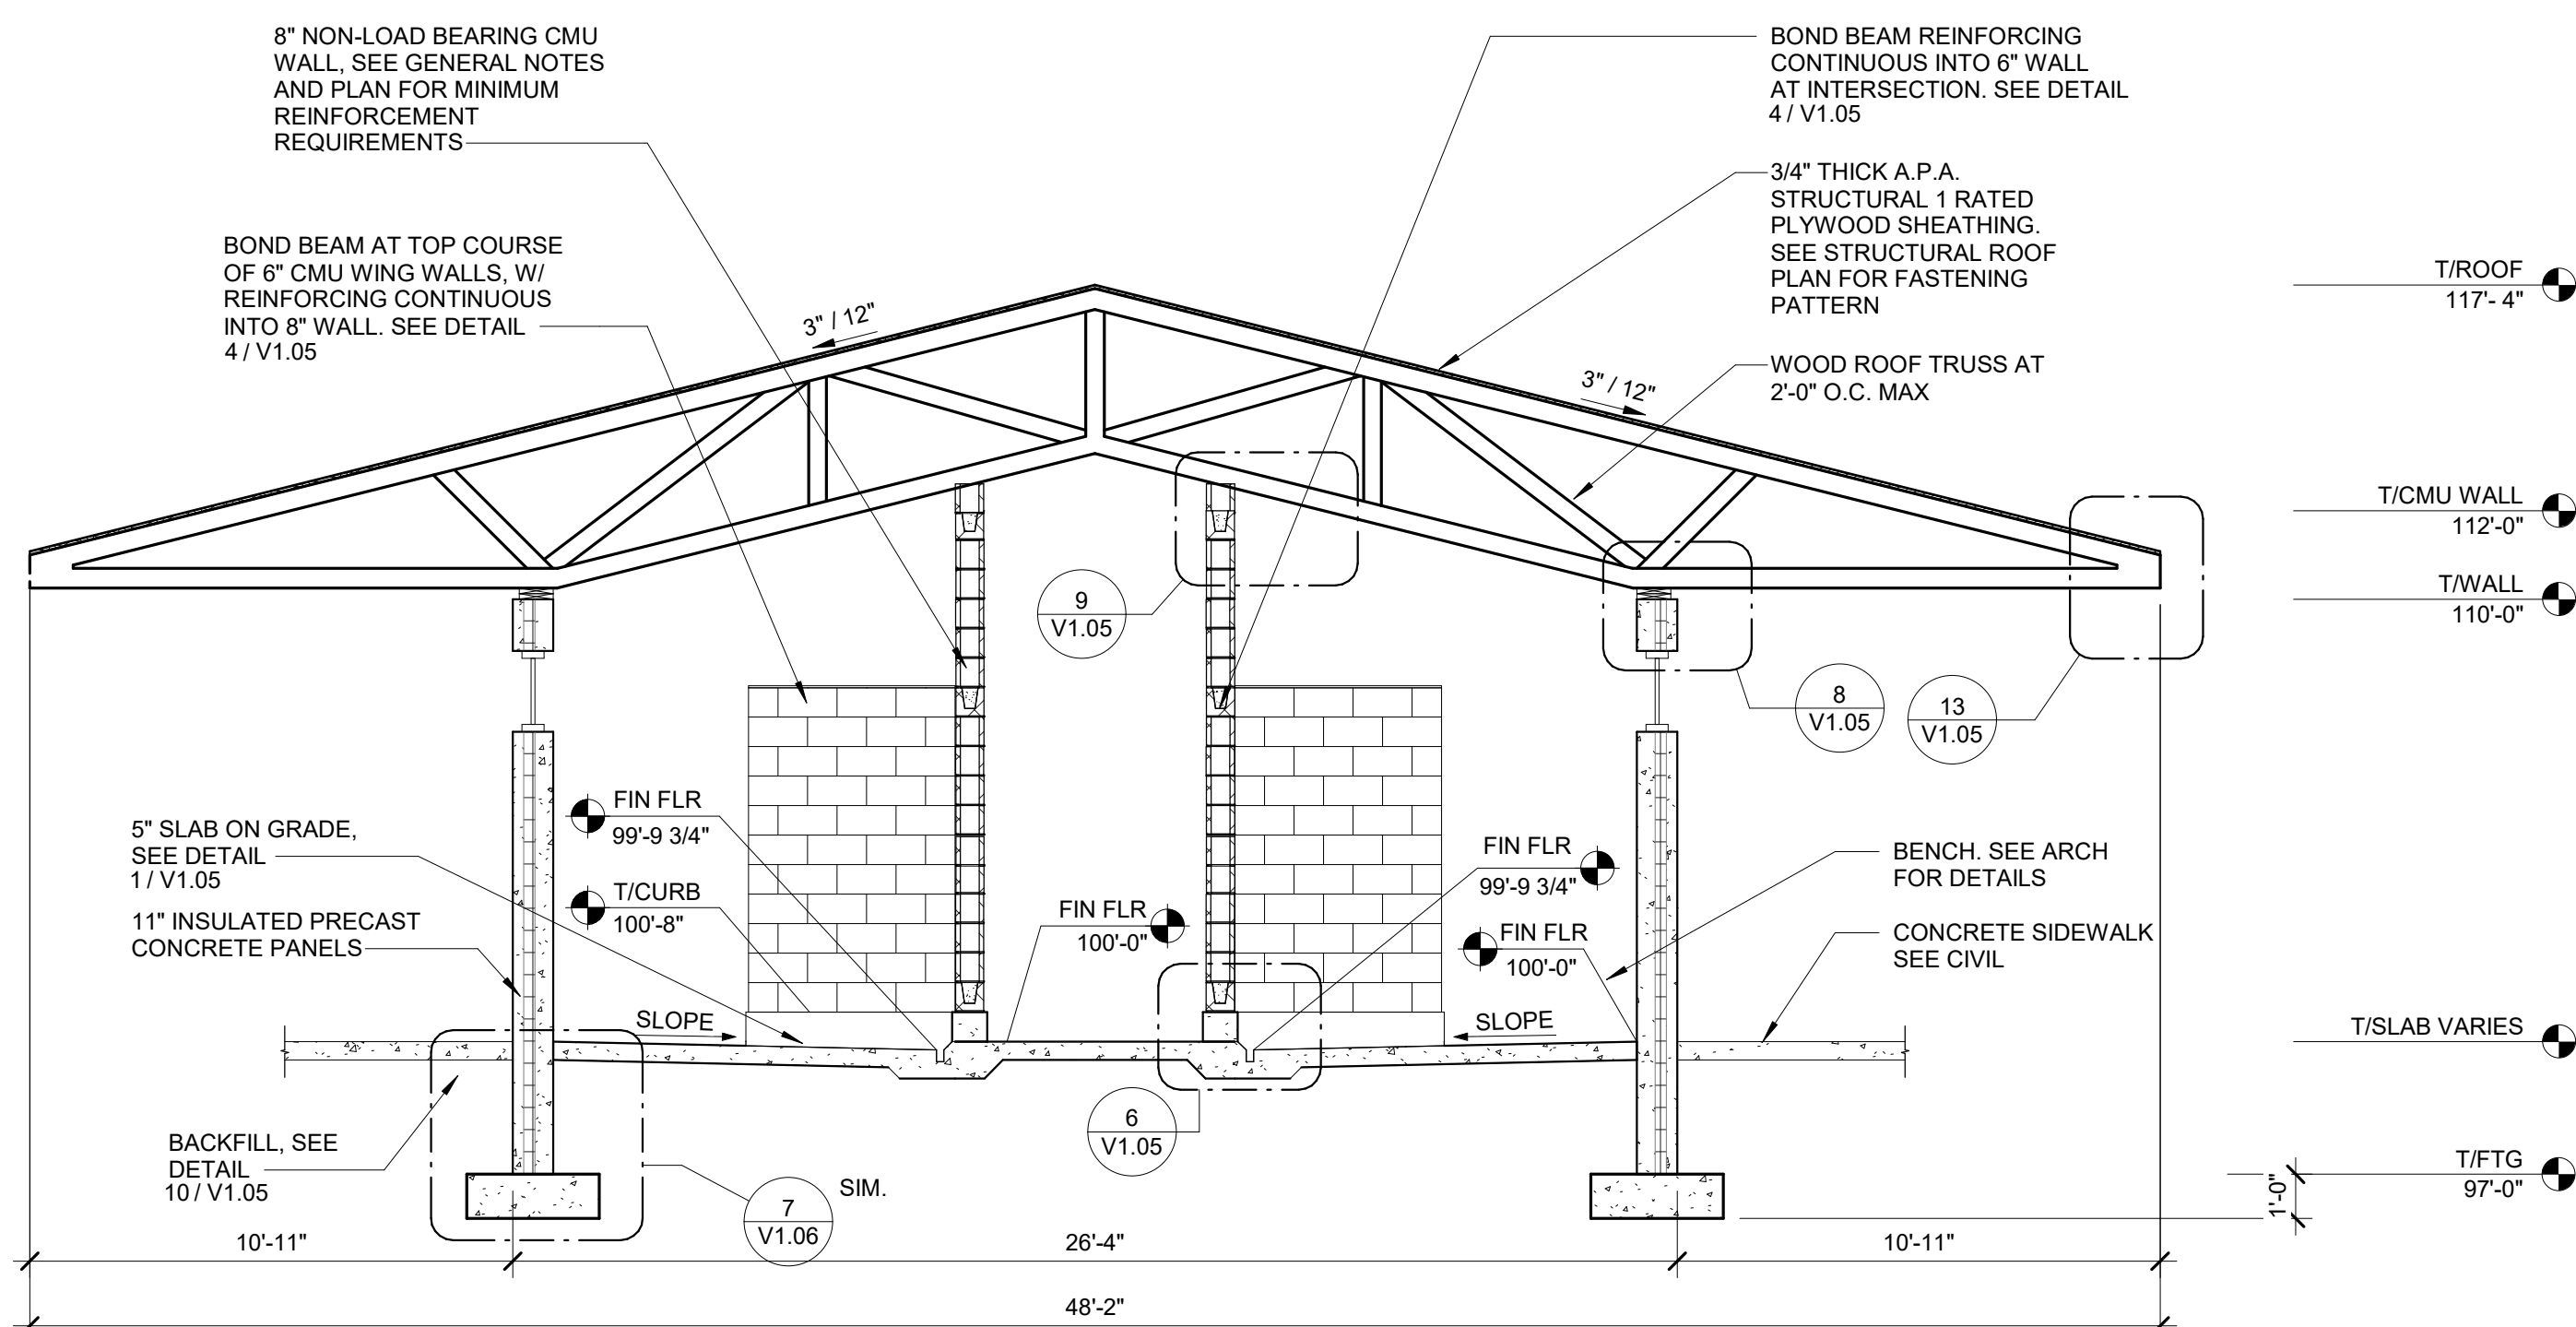 8" NON-LOAD BEARING CMU
WALL, SEE GENERAL NOTES
AND PLAN FOR MINIMUM
REINFORCEMENT
REQUIREMENTS
BOND BEAM REINFORCING
CONTINUOUS INTO 6" WALL
AT INTERSECTION. SEE DETAIL
4 / V1.05
3/4" THICK A.P.A.
STRUCTURAL 1 RATED
PLYWOOD SHEATHING.
SEE STRUCTURAL ROOF
PLAN FOR FASTENING
PATTERN
BOND BEAM AT TOP COURSE
OF 6" CMU WING WALLS, W/
REINFORCING CONTINUOUS
INTO 8" WALL. SEE DETAIL
4 / V1.05
T/ROOF
117'- 4"
3" / 12"
3" / 12"
WOOD ROOF TRUSS AT
2'-0" O.C. MAX
T/CMU WALL
112'-0"
T/WALL
110'-0"
9
V1.05
8
V1.05
13
V1.05
5" SLAB ON GRADE,
SEE DETAIL
1 / V1.05
11" INSULATED PRECAST
CONCRETE PANELS
FIN FLR
99'-9 3/4"
T/CURB
100'-8"
FIN FLR
100'-0"
FIN FLR
99'-9 3/4"
FIN FLR
100'-0"
BENCH. SEE ARCH
FOR DETAILS
CONCRETE SIDEWALK
SEE CIVIL
SLOPE
SLOPE
T/SLAB VARIES
BACKFILL, SEE
DETAIL
10 / V1.05
7
V1.06
SIM.
6
V1.05
T/FTG
97'-0"
1'-0"
10'-11"
26'-4"
10'-11"
48'-2"